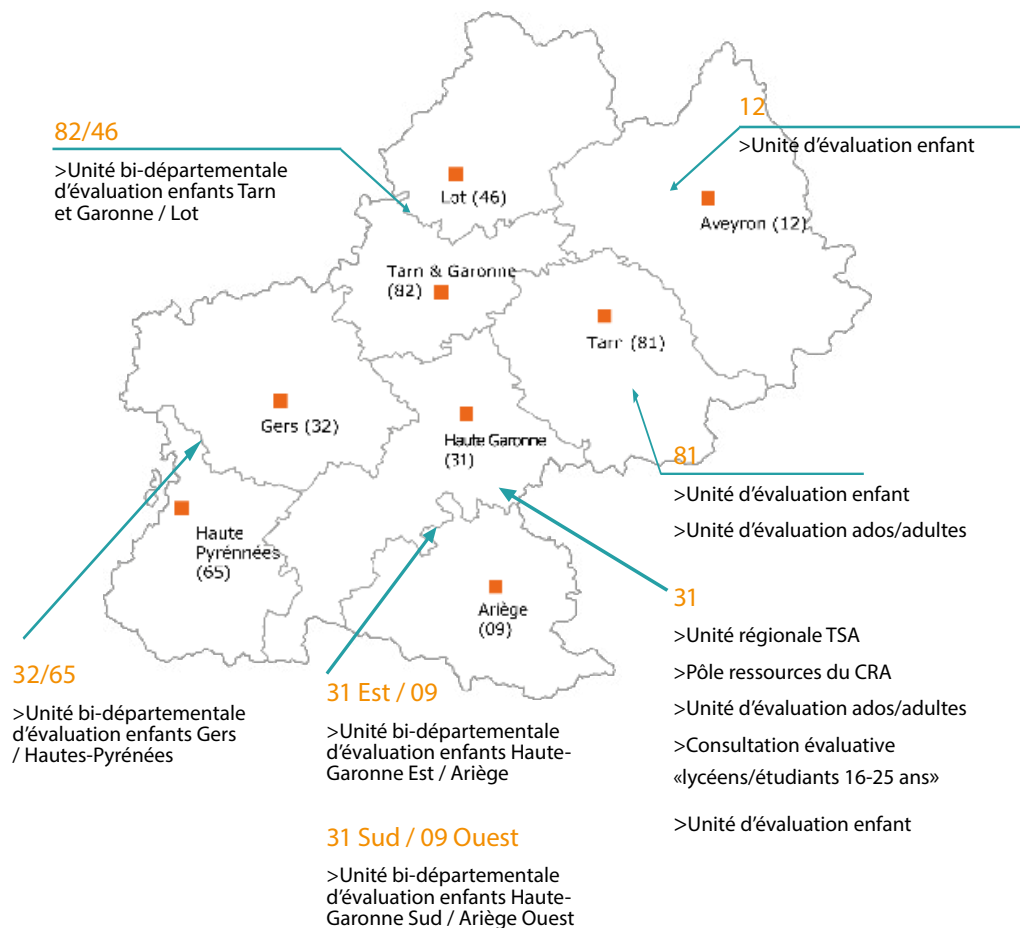 82/46
>Unité bi-départementale
d’évaluation enfants Tarn
et Garonne / Lot
12
>Unité d’évaluation enfant
Lot (46)
Aveyron (12)
Tarn & Garonne
(82)
Tarn (81)
Gers (32)
Haute Garonne
(31)
Haute
Pyrénnées
(65)
Ariège
(09)
81
>Unité d’évaluation enfant
>Unité d’évaluation ados/adultes
31
>Unité régionale TSA
>Pôle ressources du CRA
>Unité d’évaluation ados/adultes
>Consultation évaluative
«lycéens/étudiants 16-25 ans»
>Unité d’évaluation enfant
32/65
>Unité bi-départementale
d’évaluation enfants Gers
/ Hautes-Pyrénées
31 Est / 09
>Unité bi-départementale
d’évaluation enfants Haute-
Garonne Est / Ariège
31 Sud / 09 Ouest
>Unité bi-départementale
d’évaluation enfants Haute-
Garonne Sud / Ariège Ouest